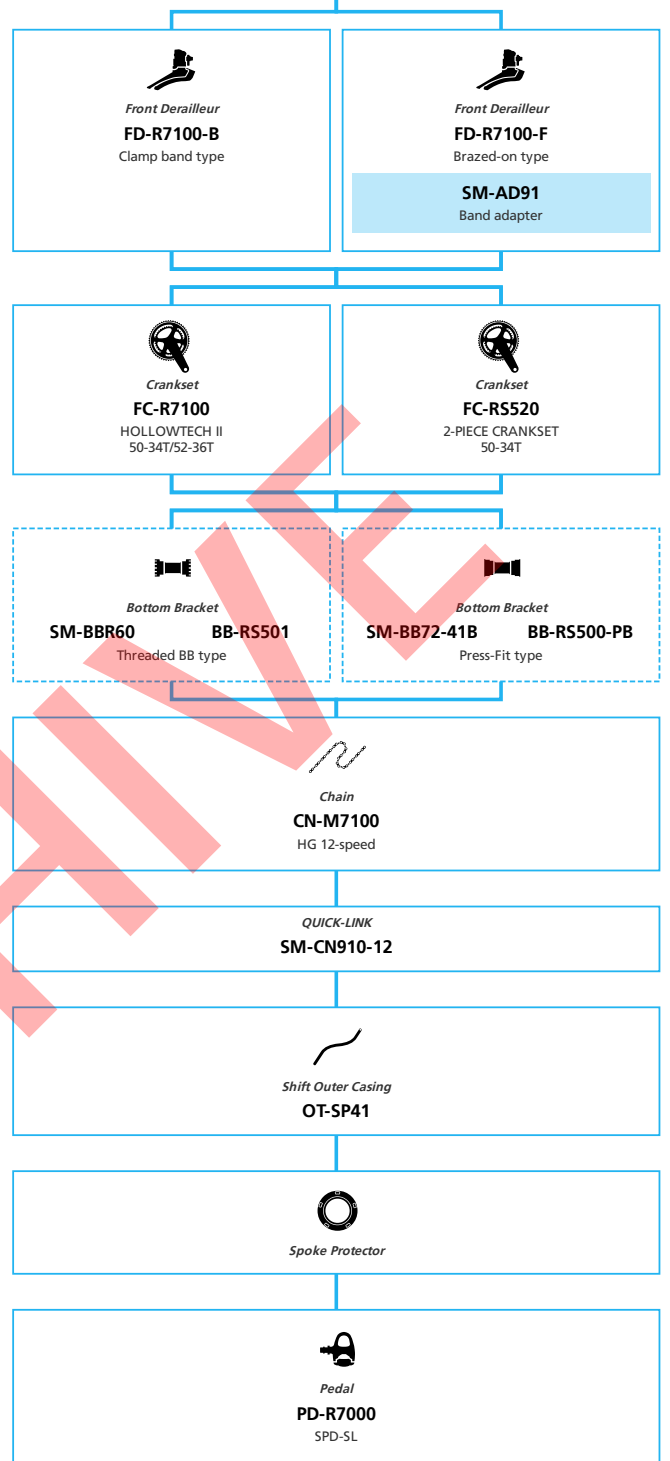 Front Derailleur
FD-R7100-B
Clamp band type
Front Derailleur
FD-R7100-F
Brazed-on type
SM-AD91
Band adapter
Crankset
FC-R7100
HOLLOWTECH II
50-34T/52-36T
Crankset
FC-RS520
2-PIECE CRANKSET
50-34T
Bottom Bracket
SM-BBR60 BB-RS501
Threaded BB type
Bottom Bracket
SM-BB72-41B BB-RS500-PB
Press-Fit type
Chain
CN-M7100
HG 12-speed
QUICK-LINK
SM-CN910-12
Shift Outer Casing
OT-SP41
Spoke Protector
Pedal
PD-R7000
SPD-SL
HIVE